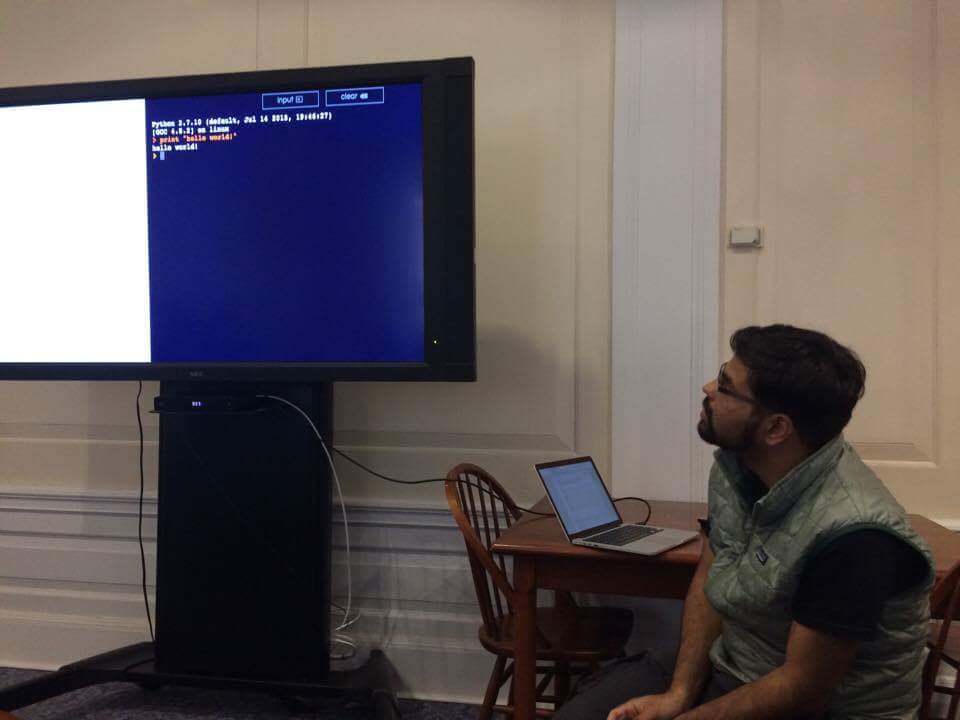 input
clear
Python 2.7.10 (default, Jul 14 2015, 19:46:27)
[GCC 4.8.2] on linux
> print "hello world!"
hello world!
>
NEC